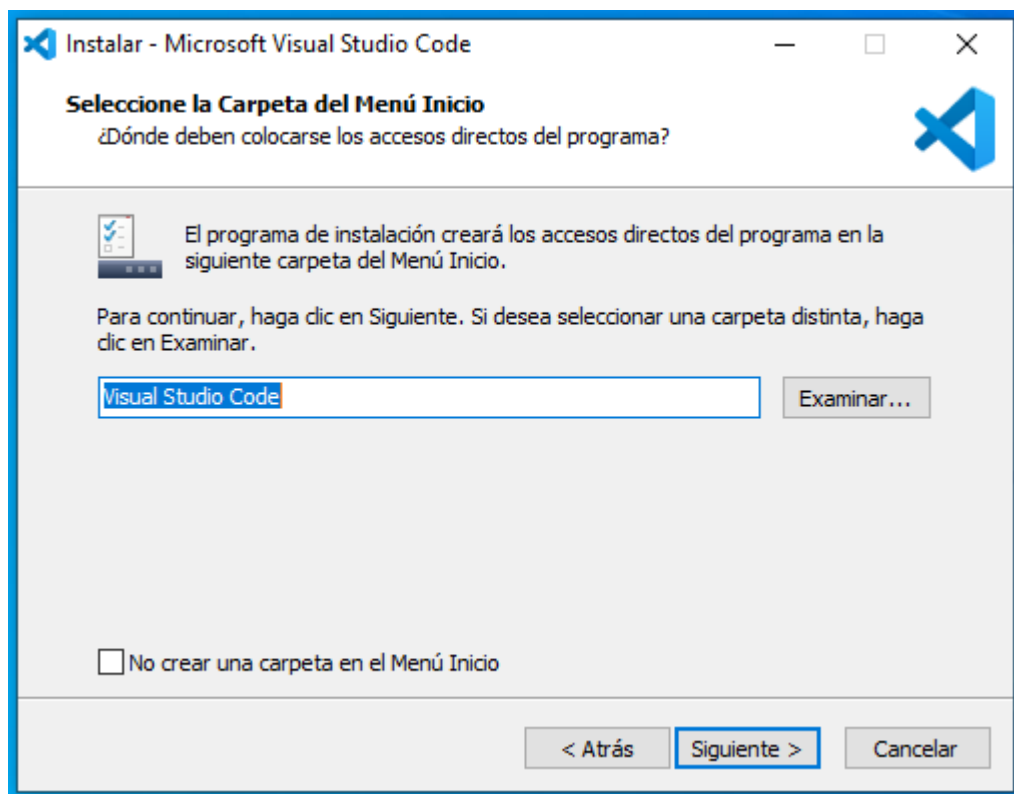 Instalar - Microsoft Visual Studio Code
Seleccione la Carpeta del Menú Inicio
¿Dónde deben colocarse los accesos directos del programa?
El programa de instalación creará los accesos directos del programa en la
siguiente carpeta del Menú Inicio.
Para continuar, haga clic en Siguiente. Si desea seleccionar una carpeta distinta, haga
clic en Examinar.
Visual Studio Code
Examinar...
No crear una carpeta en el Menú Inicio
< Atrás
Siguiente >
Cancelar